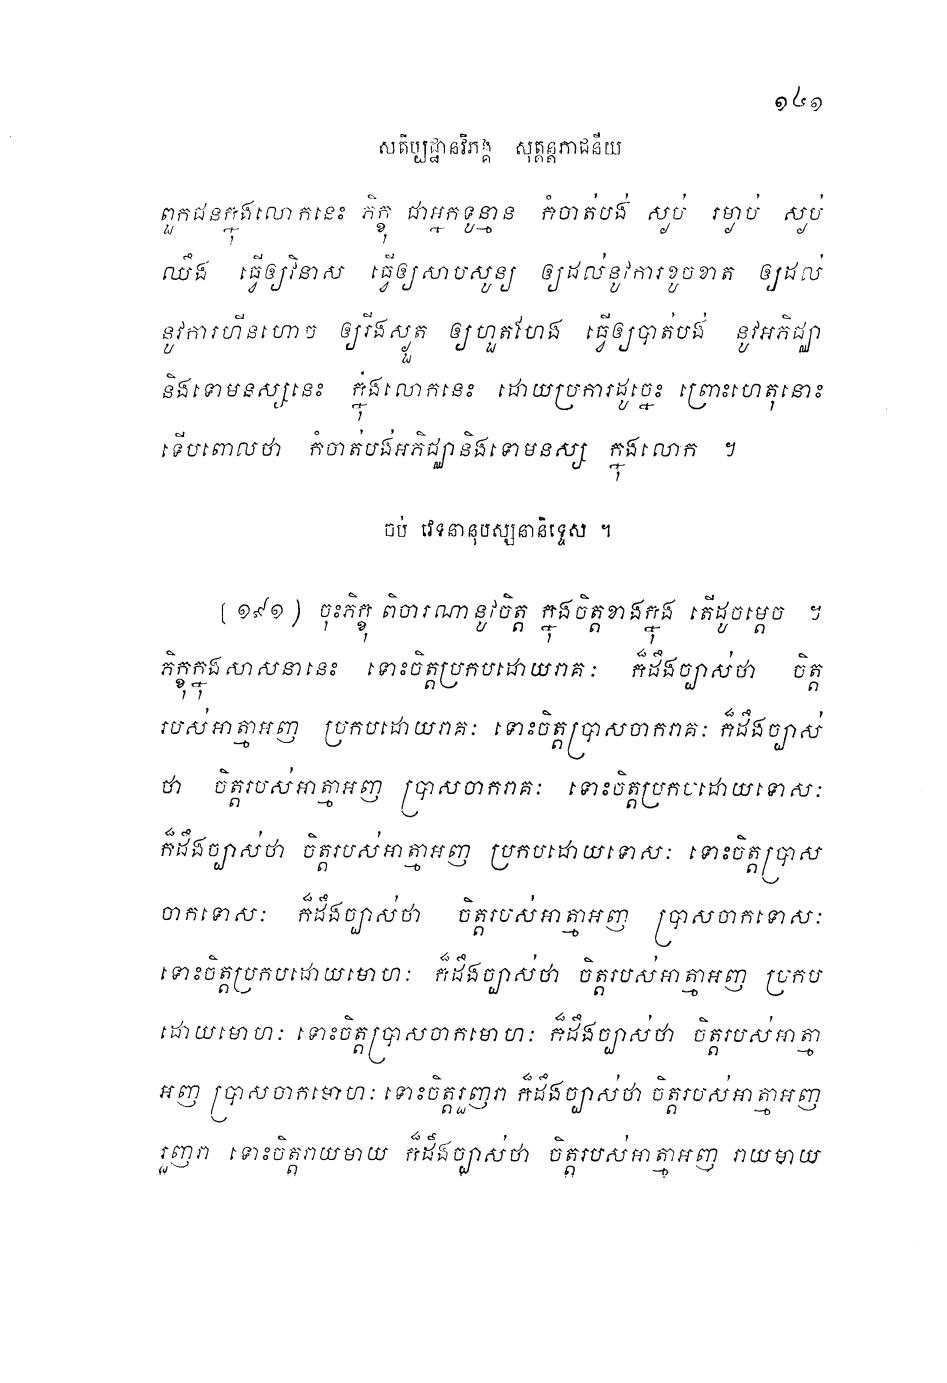 ១៤១
សតិប្បដ្ឋានវិភង្គ សុត្តន្តភាជនីយ
ពួកជនក្នុងលោកនេះ ភិក្ខុ ជាអ្នកទូន្មាន កំចាត់បង់ ស្ងប់ រម្ងាប់ ស្ងប់
ឈឹង ធ្វើឲ្យវិនាស ធ្វើឲ្យសាបសូន្យ ឲ្យដល់នូវការខូចខាត ឲ្យដល់
នូវការហិនហោច ឲ្យរីងស្ងួត ឲ្យហួតហែង ធ្វើឲ្យបាត់បង់ នូវអភិជ្ឈា
និងទោមនស្សនេះ ក្នុងលោកនេះ ដោយប្រការដូច្នេះ ព្រោះហេតុនោះ
ទើបពោលថា កំចាត់បង់អភិជ្ឈានិងទោមនស្ស ក្នុងលោក ។
ចប់ វេទនានុបស្សនានិទ្ទេស ។
(១៩១) ចុះភិក្ខុ ពិចារណានូវចិត្ត ក្នុងចិត្តខាងក្នុង តើដូចម្តេច ។
ភិក្ខុក្នុងសាសនានេះ ទោះចិត្តប្រកបដោយរាគៈ ក៏ដឹងច្បាស់ថា ចិត្ត
របស់អាត្មាអញ ប្រកបដោយរាគៈ ទោះចិត្តប្រាសចាករាគៈ ក៏ដឹងច្បាស់
ថា ចិត្តរបស់អាត្មាអញ ប្រាសចាករាគៈ ទោះចិត្តប្រកបដោយទោសៈ
ក៏ដឹងច្បាស់ថា ចិត្តរបស់អាត្មាអញ ប្រកបដោយទោសៈ ទោះចិត្តប្រាស
ចាកទោសៈ ក៏ដឹងច្បាស់ថា ចិត្តរបស់អាត្មាអញ ប្រាសចាកទោសៈ
ទោះចិត្តប្រកបដោយមោហៈ ក៏ដឹងច្បាស់ថា ចិត្តរបស់អាត្មាអញ ប្រកប
ដោយមោហៈ ទោះចិត្តប្រាសចាកមោហៈ ក៏ដឹងច្បាស់ថា ចិត្តរបស់អាត្មា
អញ ប្រាសចាកមោហៈ ទោះចិត្តរួញរា ក៏ដឹងច្បាស់ថា ចិត្តរបស់អាត្មាអញ
រួញរា ទោះចិត្តរាយមាយ ក៏ដឹងច្បាស់ថា ចិត្តរបស់អាត្មាអញ រាយមាយ